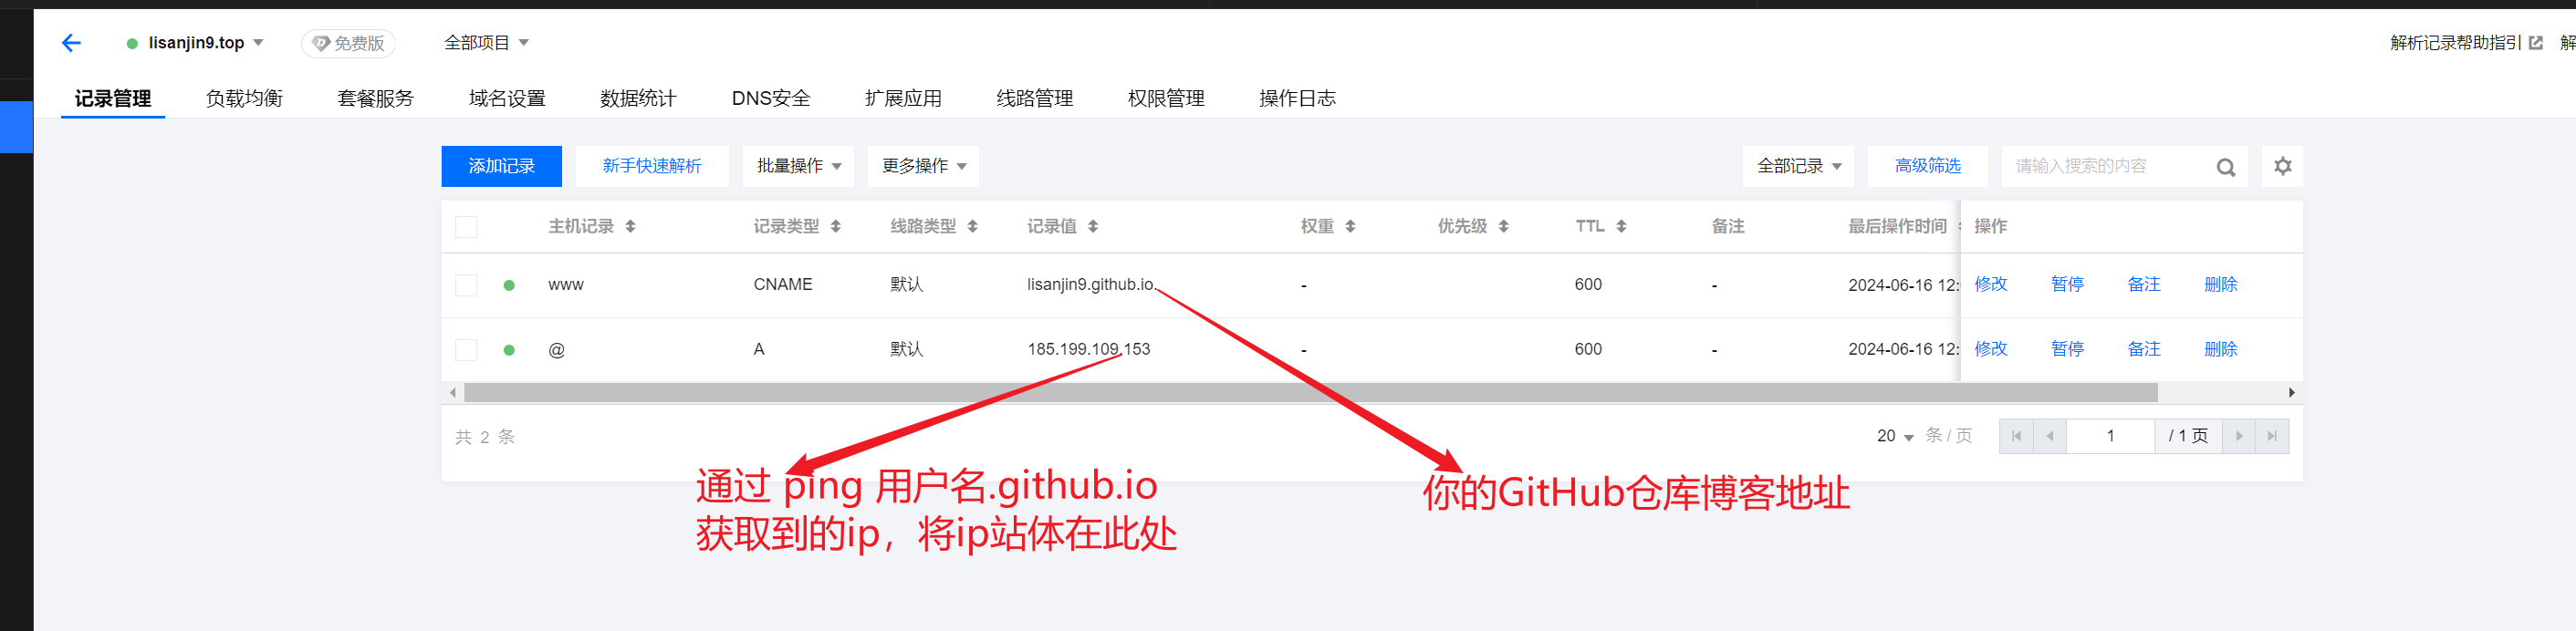 lisanjin9.top 免费版 全部项目 解析记录帮助指引 解
记录管理 负载均衡 套餐服务 域名设置 数据统计 DNS安全 扩展应用 线路管理 权限管理 操作日志
添加记录 新手快速解析 批量操作 更多操作 全部记录 高级筛选 请输入搜索的内容
主机记录 记录类型 线路类型 记录值 权重 优先级 TTL 备注 最后操作时间 操作
www CNAME 默认 lisanjin9.github.io. - 600 - 2024-06-16 12: 修改 暂停 备注 删除
@ A 默认 185.199.109.153 - 600 - 2024-06-16 12: 修改 暂停 备注 删除
共 2 条 20 条 / 页 1 / 1 页
通过 ping 用户名.github.io
获取到的ip，将ip站体在此处
你的GitHub仓库博客地址